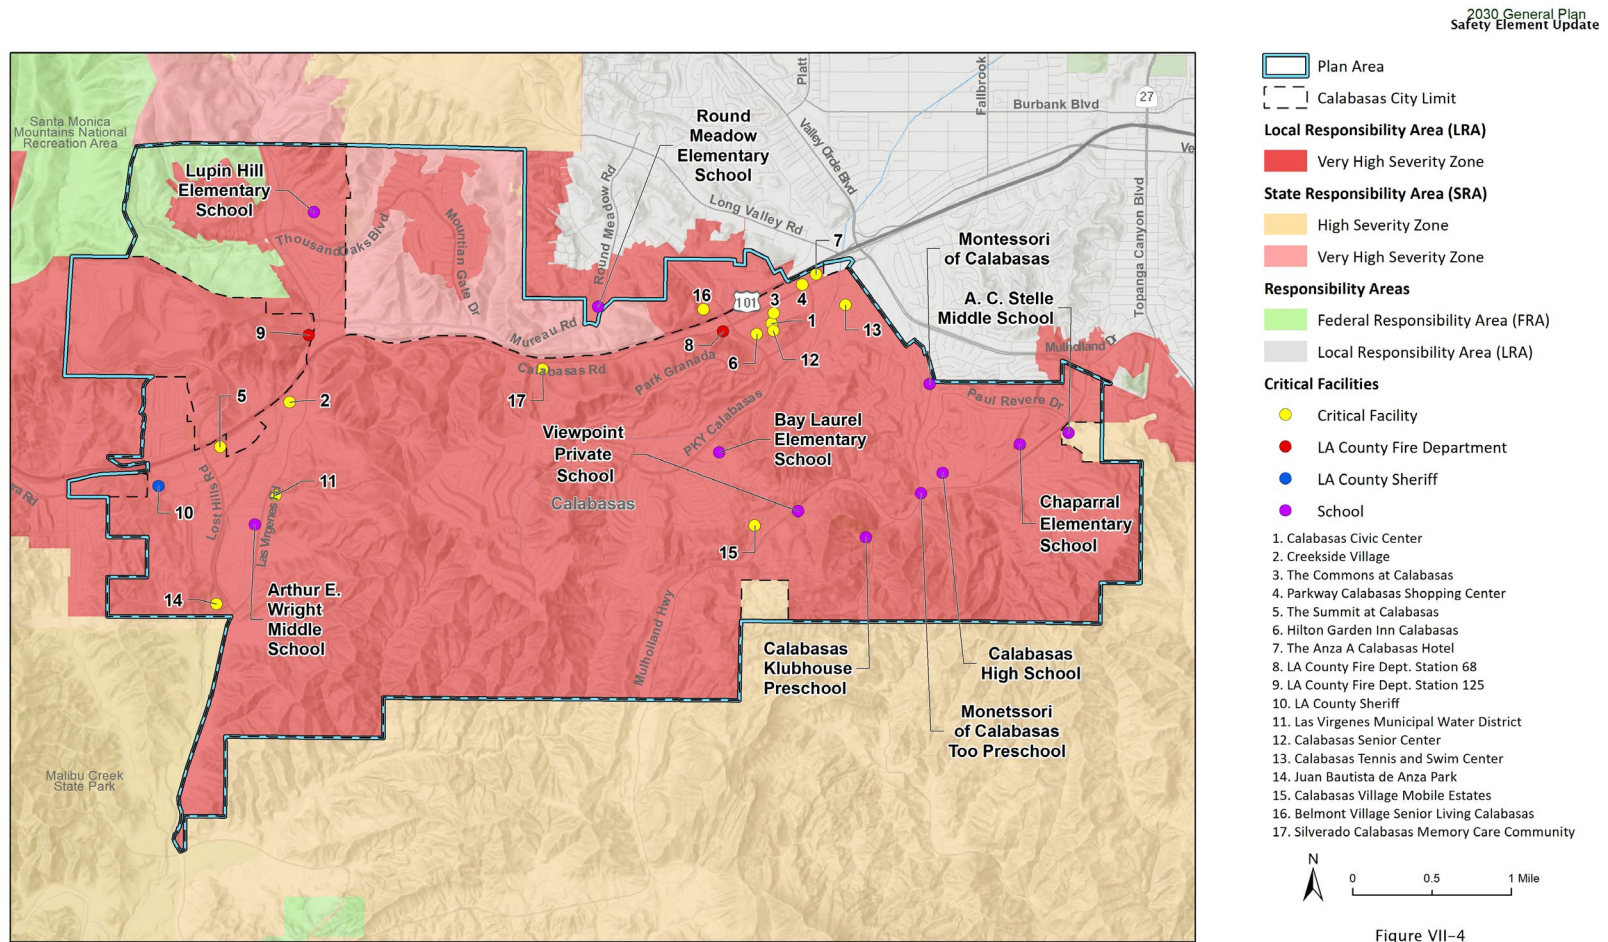 2030 General Plan
Safety Element Update
Santa Monica
Mountains National
Recreation Area
Lupin Hill
Elementary
School
Thousand Oaks Blvd
Mountian Gate Dr
Round
Meadow
Elementary
School
Round Meadow Rd
Mureau Rd
Long Valley Rd
Valley Circle Blvd
Platt
Fallbrook
Burbank Blvd
27
Ve
Topanga Canyon Blvd
Montessori
of Calabasas
A. C. Stelle
Middle School
Mulholland Dr
Paul Revere Dr
7
16
101
3
4
1
13
8
6
12
9
Calabasas Rd
Park Granada
17
5
2
PKY Calabasas
Viewpoint
Private
School
Bay Laurel
Elementary
School
Calabasas
11
10
Lost Hills Rd
Las Virgenes Rd
ura Rd
15
Chaparral
Elementary
School
14
Arthur E.
Wright
Middle
School
Mulholland Hwy
Calabasas
Klubhouse
Preschool
Calabasas
High School
Monetssori
of Calabasas
Too Preschool
Malibu Creek
State Park
Plan Area
Calabasas City Limit
Local Responsibility Area (LRA)
Very High Severity Zone
State Responsibility Area (SRA)
High Severity Zone
Very High Severity Zone
Responsibility Areas
Federal Responsibility Area (FRA)
Local Responsibility Area (LRA)
Critical Facilities
Critical Facility
LA County Fire Department
LA County Sheriff
School
1. Calabasas Civic Center
2. Creekside Village
3. The Commons at Calabasas
4. Parkway Calabasas Shopping Center
5. The Summit at Calabasas
6. Hilton Garden Inn Calabasas
7. The Anza A Calabasas Hotel
8. LA County Fire Dept. Station 68
9. LA County Fire Dept. Station 125
10. LA County Sheriff
11. Las Virgenes Municipal Water District
12. Calabasas Senior Center
13. Calabasas Tennis and Swim Center
14. Juan Bautista de Anza Park
15. Calabasas Village Mobile Estates
16. Belmont Village Senior Living Calabasas
17. Silverado Calabasas Memory Care Community
N
0 0.5 1 Mile
Figure VII-4